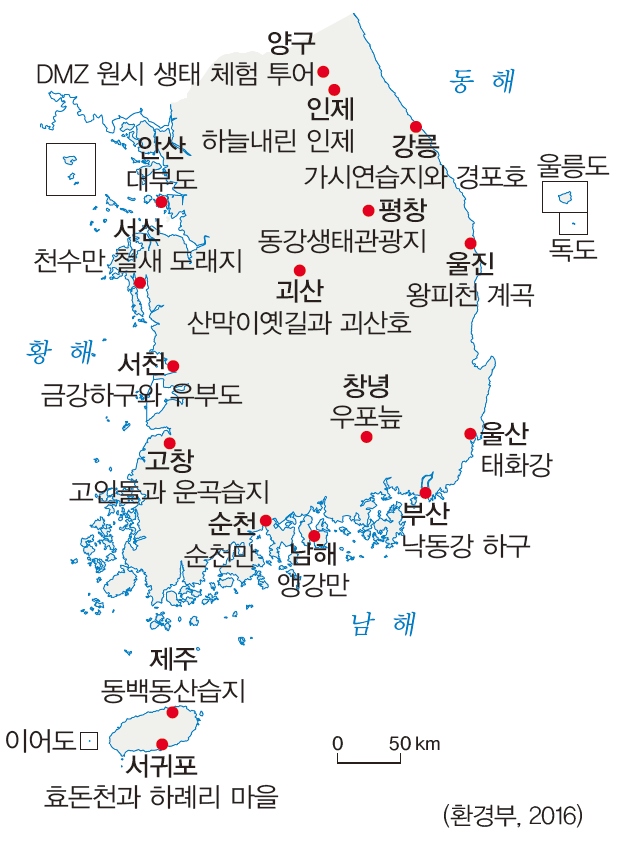 양구
DMZ 원시 생태 체험 투어
동 해
인제
하늘내린 인제
안산
대부도
강릉
가시연습지와 경포호
울릉도
독도
평창
동강생태관광지
서산
천수만 철새 도래지
울진
왕피천 계곡
괴산
산막이옛길과 괴산호
황 해
서천
금강하구와 유부도
창녕
우포늪
울산
태화강
고창
고인돌과 운곡습지
부산
낙동강 하구
순천
순천만
남해
앵강만
남 해
제주
동백동산습지
이어도
서귀포
효돈천과 하례리 마을
0 50 km
(환경부, 2016)